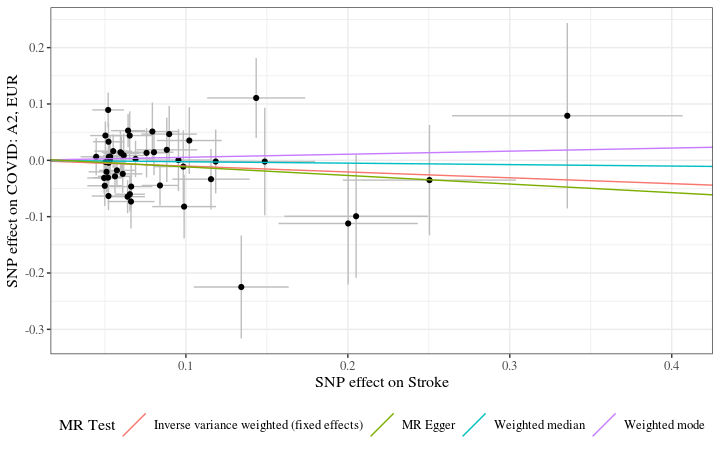 0.2
0.1
0.0
-0.1
-0.2
-0.3
SNP effect on COVID: A2, EUR
0.1 0.2 0.3 0.4
SNP effect on Stroke
MR Test Inverse variance weighted (fixed effects) MR Egger Weighted median Weighted mode